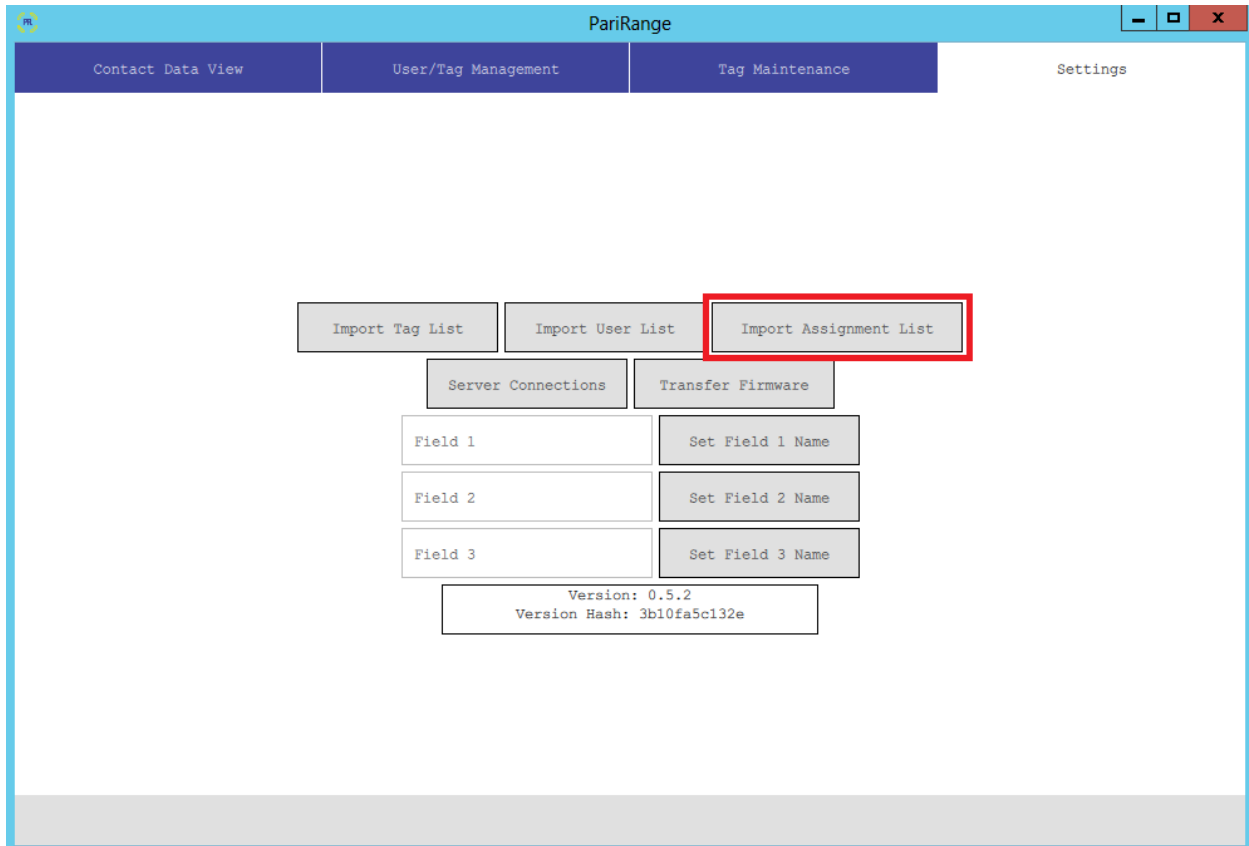 PRL
PariRange
Contact Data View User/Tag Management Tag Maintenance Settings
Import Tag List Import User List Import Assignment List
Server Connections Transfer Firmware
Field 1 Set Field 1 Name
Field 2 Set Field 2 Name
Field 3 Set Field 3 Name
Version: 0.5.2
Version Hash: 3b10fa5c132e